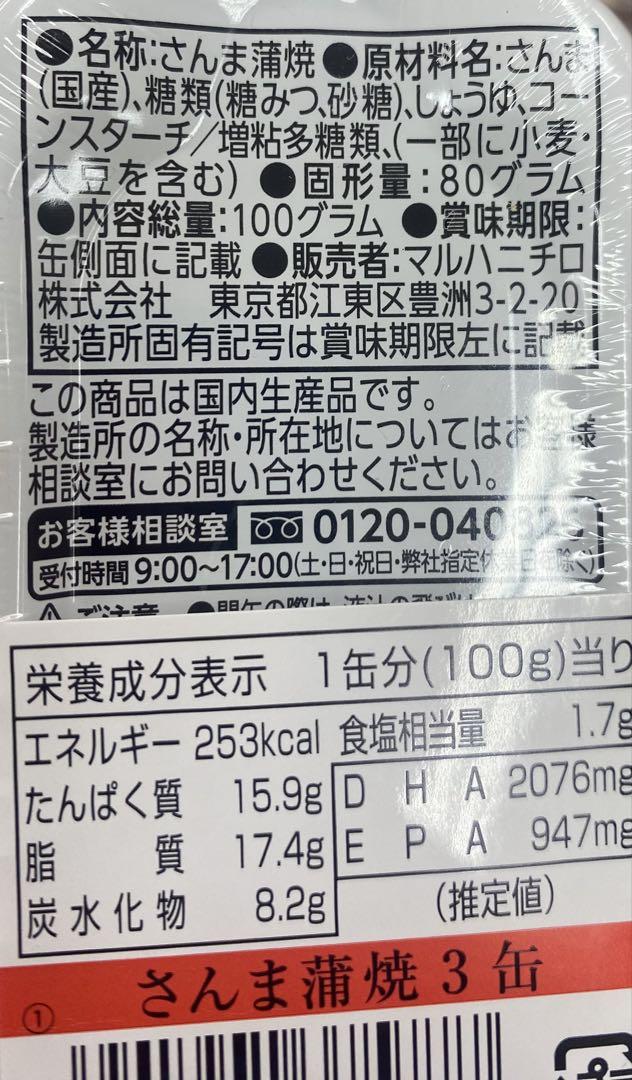 ●名称:さんま蒲焼 ●原材料名:さんま
(国産)、糖類(糖みつ、砂糖)、しょうゆ、コー
ンスターチ/増粘多糖類、(一部に小麦・
大豆を含む) ●固形量:80グラム
●内容総量:100グラム ●賞味期限:
缶側面に記載 ●販売者:マルハニチロ
株式会社 東京都江東区豊洲3-2-20
製造所固有記号は賞味期限左に記載
この商品は国内生産品です。
製造所の名称・所在地についてはお客様
相談室にお問い合わせください。
お客様相談室 0120-040
受付時間 9:00~17:00(土・日・祝日・弊社指定休業日 除く)
栄養成分表示 1缶分(100g)当り
エネルギー 253kcal 食塩相当量 1.7g
たんぱく質 15.9g DHA 2076mg
脂質 17.4g EPA 947mg
炭水化物 8.2g (推定値)
① さんま蒲焼3缶